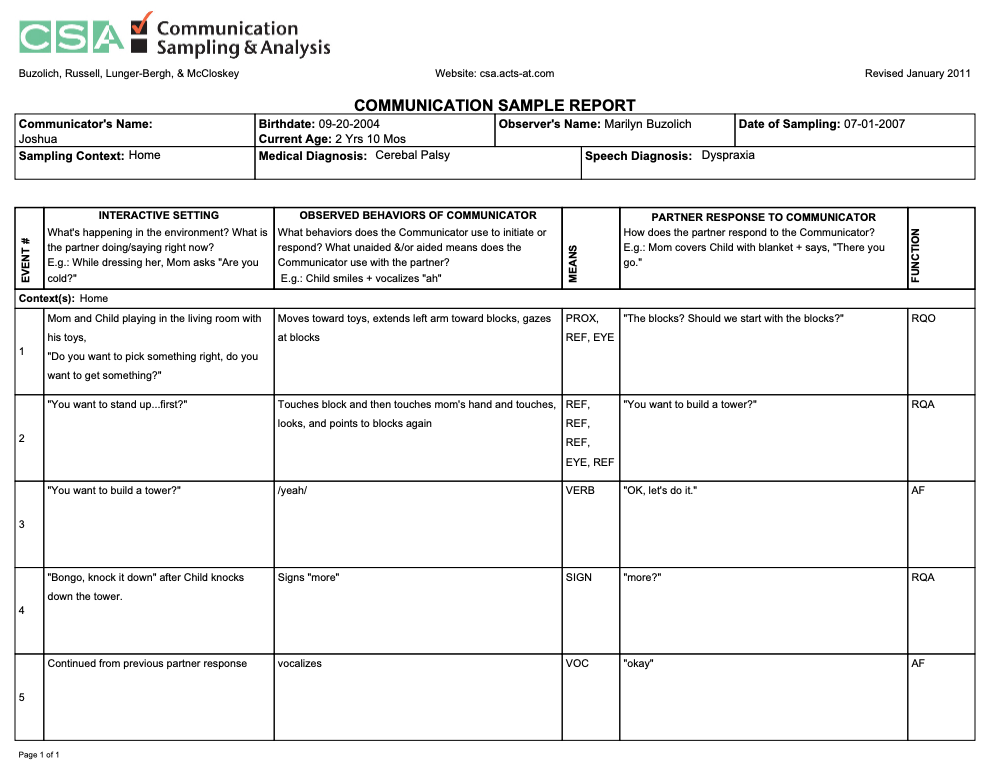 CSA Communication
Sampling & Analysis
Buzolich, Russell, Lunger-Bergh, & McCloskey Website: csa.acts-at.com Revised January 2011
COMMUNICATION SAMPLE REPORT
Communicator's Name:
Joshua
Birthdate: 09-20-2004
Current Age: 2 Yrs 10 Mos
Observer's Name: Marilyn Buzolich
Date of Sampling: 07-01-2007
Sampling Context: Home
Medical Diagnosis: Cerebal Palsy
Speech Diagnosis: Dyspraxia
EVENT #
INTERACTIVE SETTING
What's happening in the environment? What is
the partner doing/saying right now?
E.g.: While dressing her, Mom asks "Are you
cold?"
OBSERVED BEHAVIORS OF COMMUNICATOR
What behaviors does the Communicator use to initiate or
respond? What unaided &/or aided means does the
Communicator use with the partner?
E.g.: Child smiles + vocalizes "ah"
MEANS
PARTNER RESPONSE TO COMMUNICATOR
How does the partner respond to the Communicator?
E.g.: Mom covers Child with blanket + says, "There you
go."
FUNCTION
Context(s): Home
1
Mom and Child playing in the living room with
his toys,
"Do you want to pick something right, do you
want to get something?"
Moves toward toys, extends left arm toward blocks, gazes
at blocks
PROX,
REF, EYE
"The blocks? Should we start with the blocks?"
RQO
2
"You want to stand up...first?"
Touches block and then touches mom's hand and touches,
looks, and points to blocks again
REF,
REF,
REF,
EYE, REF
"You want to build a tower?"
RQA
3
"You want to build a tower?"
/yeah/
VERB
"OK, let's do it."
AF
4
"Bongo, knock it down" after Child knocks
down the tower.
Signs "more"
SIGN
"more?"
RQA
5
Continued from previous partner response
vocalizes
VOC
"okay"
AF
Page 1 of 1